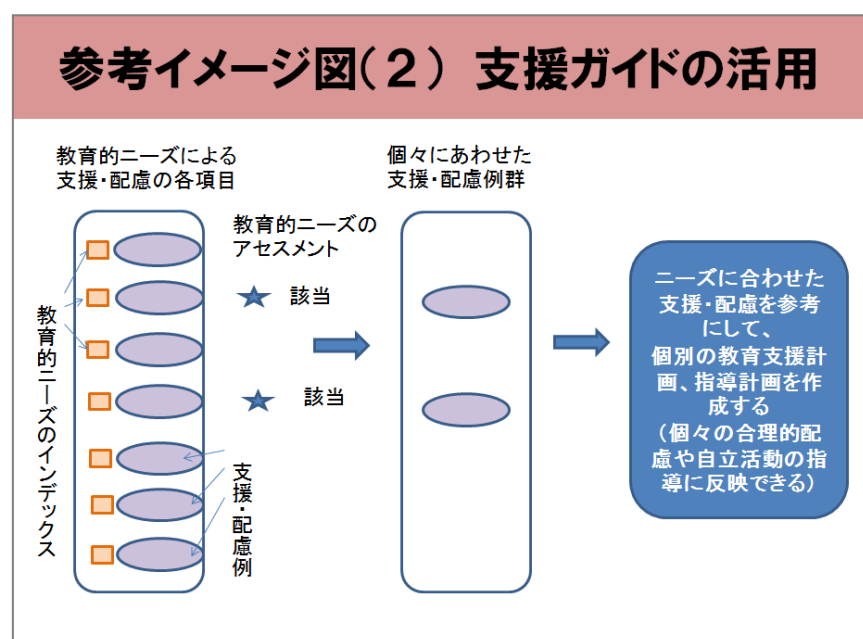 参考イメージ図(２) 支援ガイドの活用
教育的ニーズによる
支援・配慮の各項目
教育的ニーズのインデックス
支援・配慮例
教育的ニーズの
アセスメント
該当
該当
個々にあわせた
支援・配慮例群
ニーズに合わせた
支援・配慮を参考
にして、
個別の教育支援計
画、指導計画を作
成する
(個々の合理的配
慮や自立活動の指
導に反映できる)